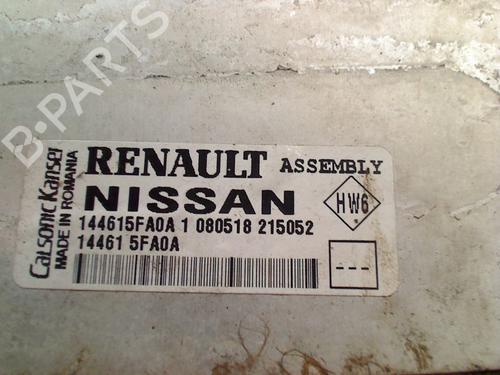 B-PARTS
Calsonic Kansei
MADE IN ROMANIA
RENAULT ASSEMBLY
NISSAN
144615FA0A 1 080518 215052
14461 5FA0A
HW6
---